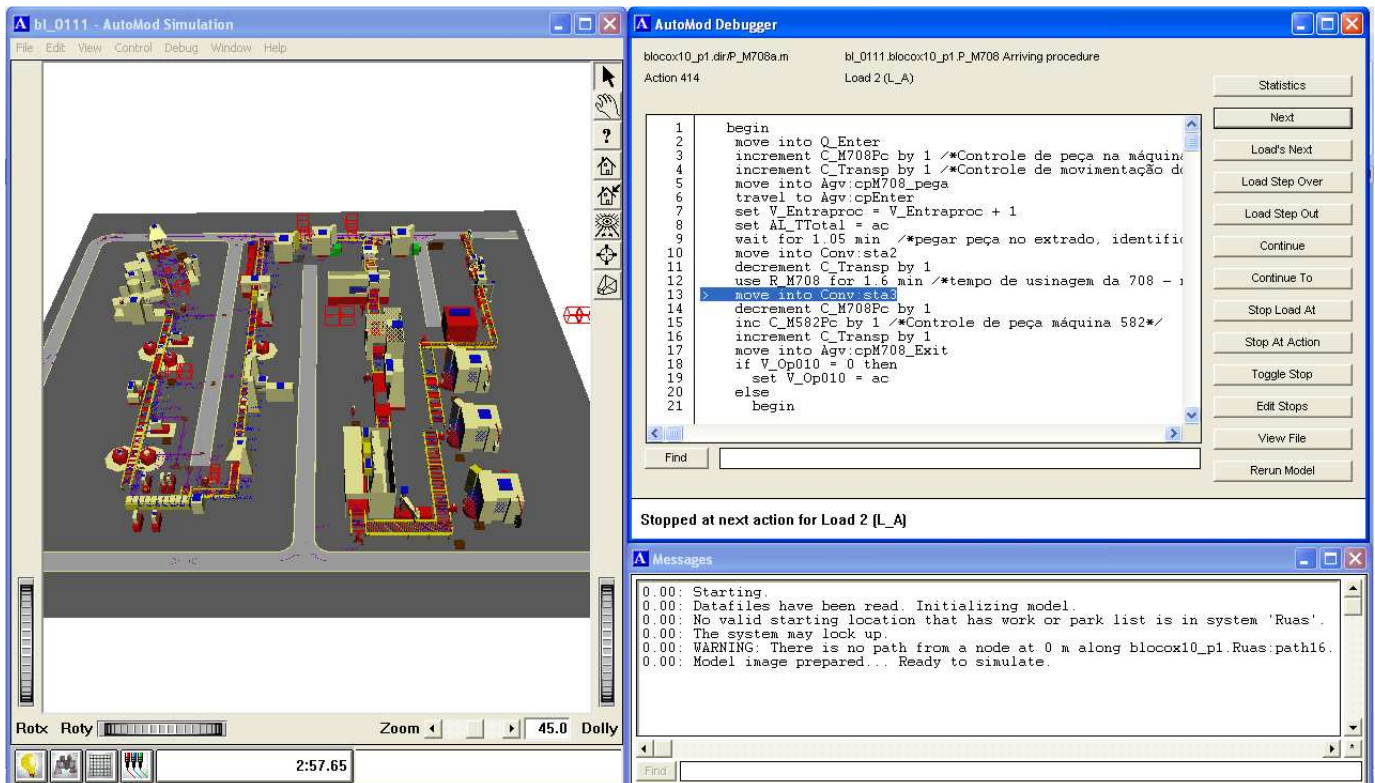 bl_0111 - AutoMod Simulation
File Edit View Control Debug Window Help
Rotx Roty
Zoom 45.0 Dolly
2:57.65
AutoMod Debugger
blocox10_p1.dir/P_M708a.m bl_0111.blocox10_p1.P_M708 Arriving procedure
Action 414 Load 2 (L_A)
1 begin
2 move into Q_Enter
3 increment C_M708Pc by 1 /*Controle de peça na máquina
4 increment C_Transp by 1 /*Controle de movimentação
5 move into Agv:cpM708_pega
6 travel to Agv:cpEnter
7 set V_Entraproc = V_Entraproc + 1
8 set AL_TTotal = ac
9 wait for 1.05 min /*pegar peça no extrado, identific
10 move into Conv:sta2
11 decrement C_Transp by 1
12 use R_M708 for 1.6 min /*tempo de usinagem da 708 -
13 > move into Conv:sta3
14 decrement C_M708Pc by 1
15 inc C_M582Pc by 1 /*Controle de peça máquina 582*/
16 increment C_Transp by 1
17 move into Agv:cpM708_Exit
18 if V_Op010 = 0 then
19 set V_Op010 = ac
20 else
21 begin
Find
Statistics
Next
Load's Next
Load Step Over
Load Step Out
Continue
Continue To
Stop Load At
Stop At Action
Toggle Stop
Edit Stops
View File
Rerun Model
Stopped at next action for Load 2 (L_A)
Messages
0.00: Starting.
0.00: Datafiles have been read. Initializing model.
0.00: No valid starting location that has work or park list is in system 'Ruas'.
0.00: The system may lock up.
0.00: WARNING: There is no path from a node at 0 m along blocox10_p1.Ruas:path16.
0.00: Model image prepared... Ready to simulate.
Find